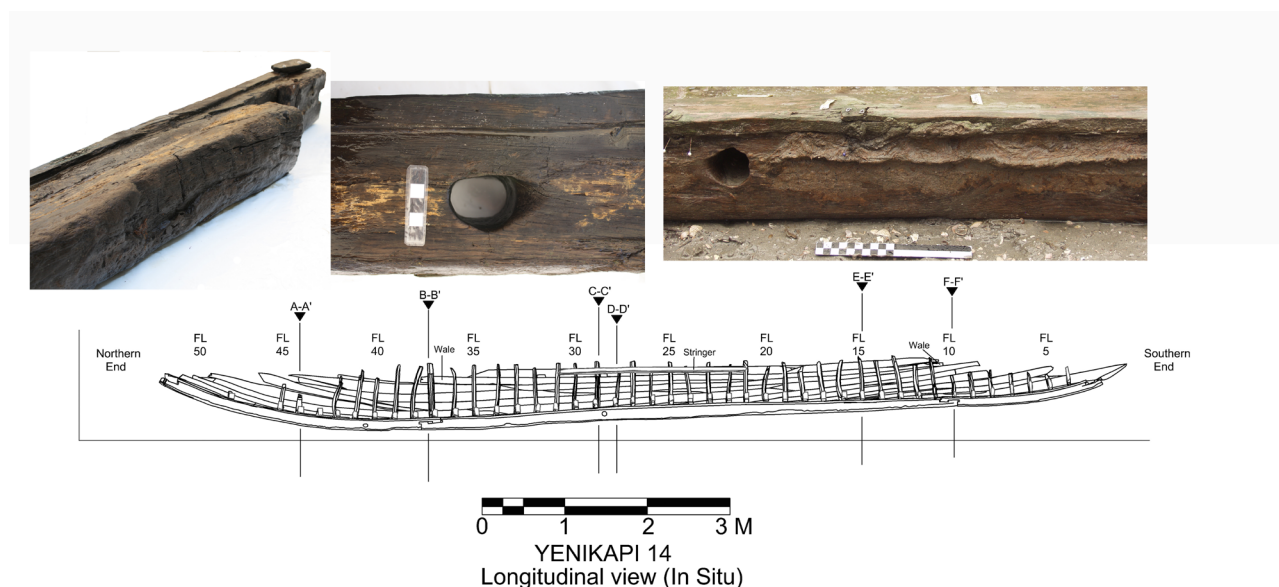 A-A'
B-B'
C-C'
D-D'
E-E'
F-F'
Northern
End
FL
50
FL
45
FL
40
Wale
FL
35
FL
30
FL
25
Stringer
FL
20
FL
15
Wale
FL
10
FL
5
Southern
End
0 1 2 3 M
YENIKAPI 14
Longitudinal view (In Situ)